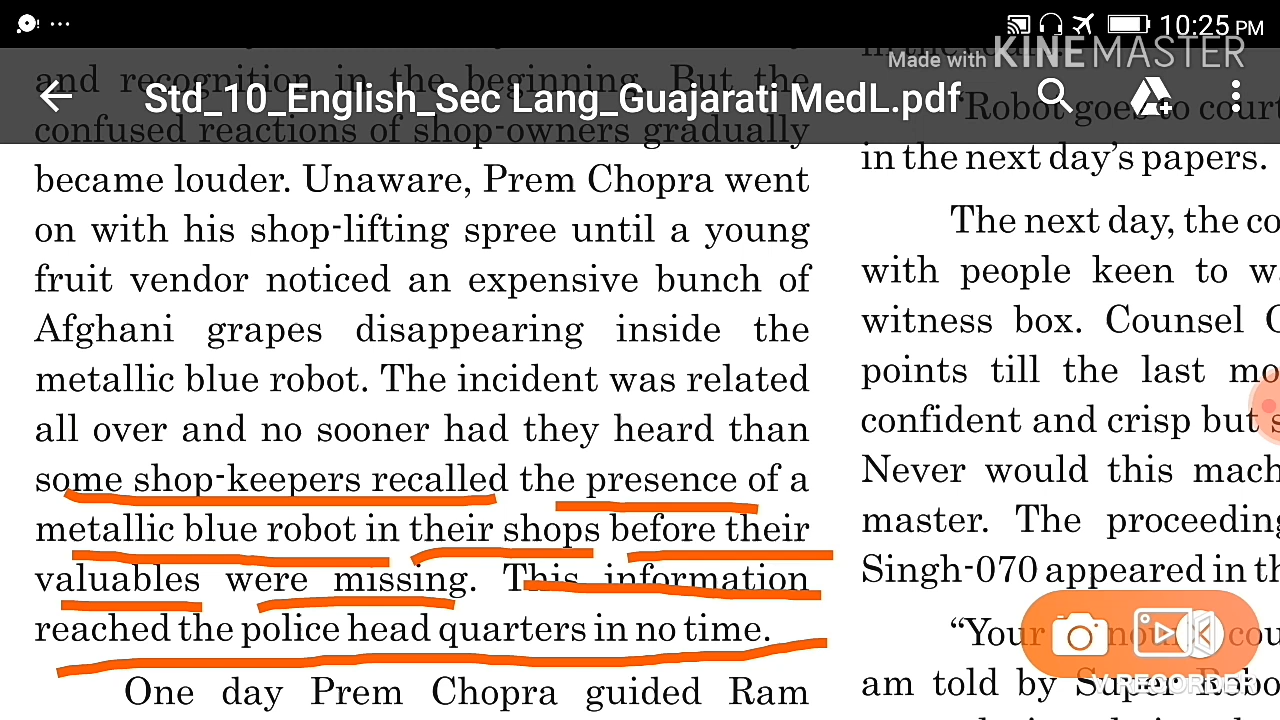 10:25 PM
Made with KINEMASTER
Std_10_English_Sec Lang_Guajarati MedL.pdf
and recognition in the beginning. But the
confused reactions of shop-owners gradually
became louder. Unaware, Prem Chopra went
on with his shop-lifting spree until a young
fruit vendor noticed an expensive bunch of
Afghani grapes disappearing inside the
metallic blue robot. The incident was related
all over and no sooner had they heard than
some shop-keepers recalled the presence of a
metallic blue robot in their shops before their
valuables were missing. This information
reached the police head quarters in no time.
One day Prem Chopra guided Ram
"Robot goes to court
in the next day's papers.
The next day, the co
with people keen to w
witness box. Counsel C
points till the last mo
confident and crisp but s
Never would this mach
master. The proceeding
Singh-070 appeared in th
"Your cou
am told by Super Robo
V RECORDER